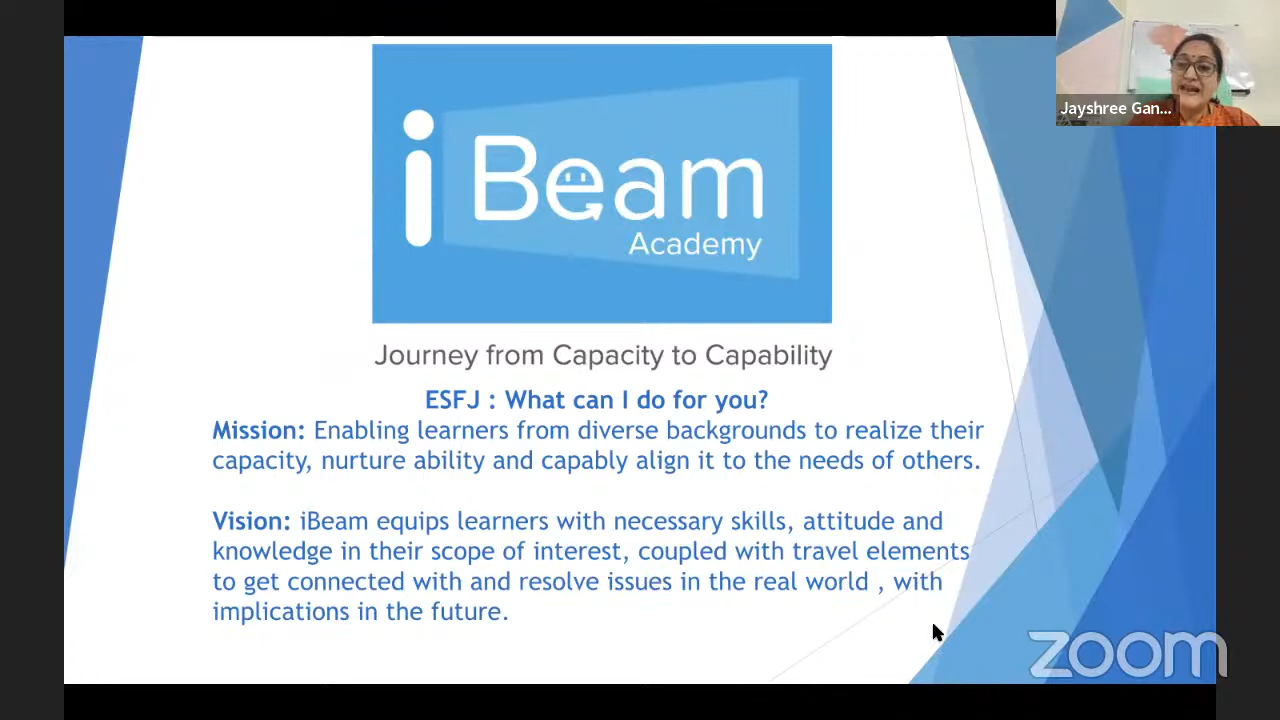 i Beam
Academy
Journey from Capacity to Capability
ESFJ : What can I do for you?
Mission: Enabling learners from diverse backgrounds to realize their
capacity, nurture ability and capably align it to the needs of others.
Vision: iBeam equips learners with necessary skills, attitude and
knowledge in their scope of interest, coupled with travel elements
to get connected with and resolve issues in the real world , with
implications in the future.
Jayshree Gan...
zoom